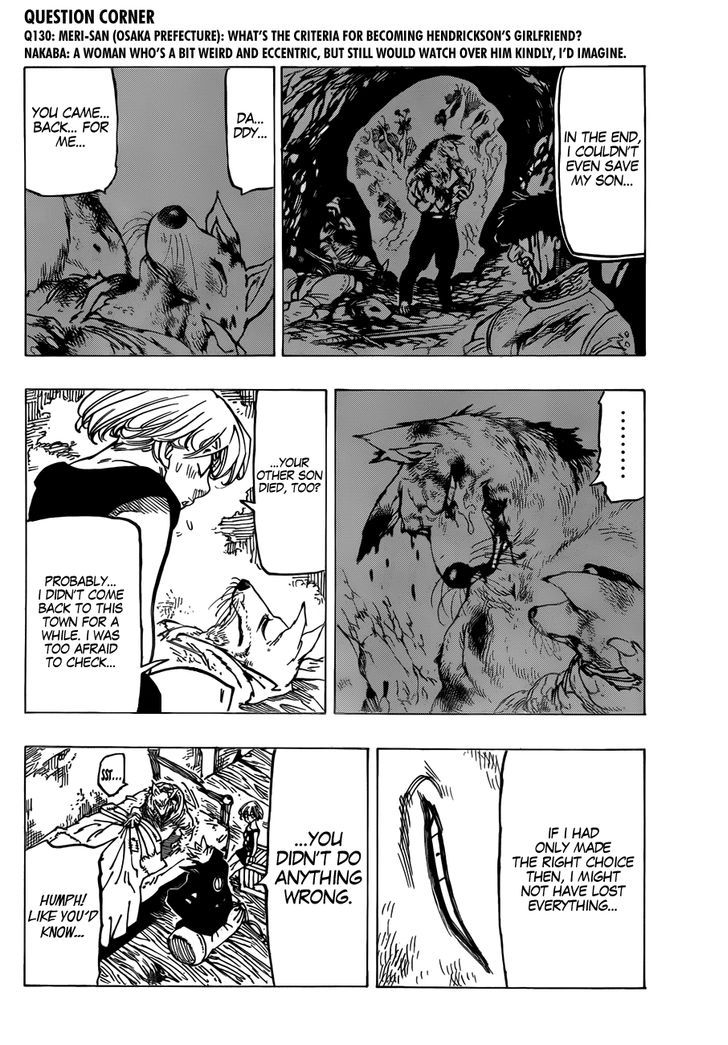 QUESTION CORNER
Q130: MERI-SAN (OSAKA PREFECTURE): WHAT'S THE CRITERIA FOR BECOMING HENDRICKSON'S GIRLFRIEND?
NAKABA: A WOMAN WHO'S A BIT WEIRD AND ECCENTRIC, BUT STILL WOULD WATCH OVER HIM KINDLY, I'D IMAGINE.
IN THE END,
I COULDN'T
EVEN SAVE
MY SON...
DA...
DDY...
YOU CAME...
BACK... FOR
ME...
........
...YOUR
OTHER SON
DIED, TOO?
PROBABLY...
I DIDN'T COME
BACK TO THIS
TOWN FOR A
WHILE. I WAS
TOO AFRAID
TO CHECK...
IF I HAD
ONLY MADE
THE RIGHT CHOICE
THEN, I MIGHT
NOT HAVE LOST
EVERYTHING...
...YOU
DIDN'T DO
ANYTHING
WRONG.
SST...
HUMPH!
LIKE YOU'D
KNOW...